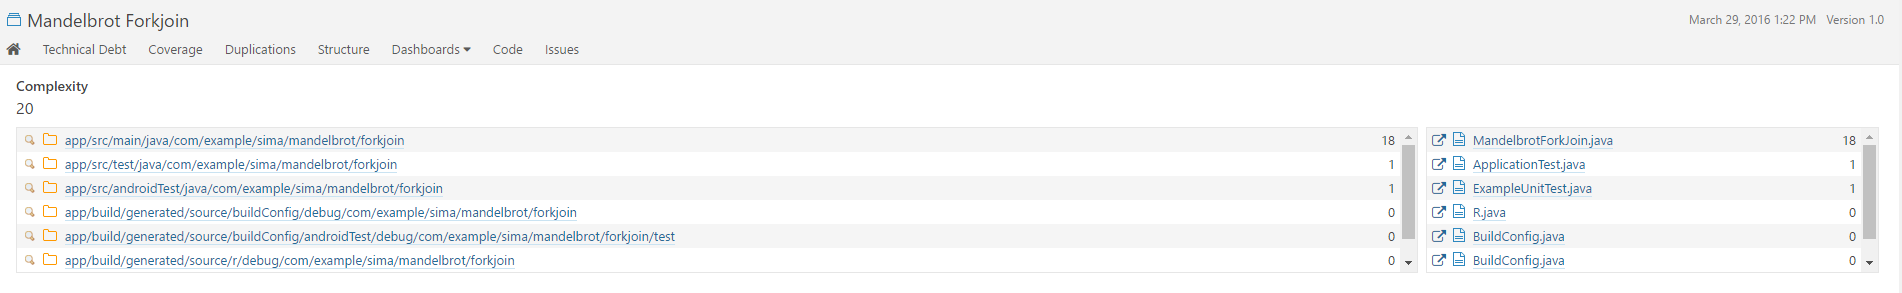 Mandelbrot Forkjoin
March 29, 2016 1:22 PM Version 1.0
Technical Debt Coverage Duplications Structure Dashboards Code Issues
Complexity
20
app/src/main/java/com/example/sima/mandelbrot/forkjoin 18
app/src/test/java/com/example/sima/mandelbrot/forkjoin 1
app/src/androidTest/java/com/example/sima/mandelbrot/forkjoin 1
app/build/generated/source/buildConfig/debug/com/example/sima/mandelbrot/forkjoin 0
app/build/generated/source/buildConfig/androidTest/debug/com/example/sima/mandelbrot/forkjoin/test 0
app/build/generated/source/r/debug/com/example/sima/mandelbrot/forkjoin 0
MandelbrotForkJoin.java 18
ApplicationTest.java 1
ExampleUnitTest.java 1
R.java 0
BuildConfig.java 0
BuildConfig.java 0